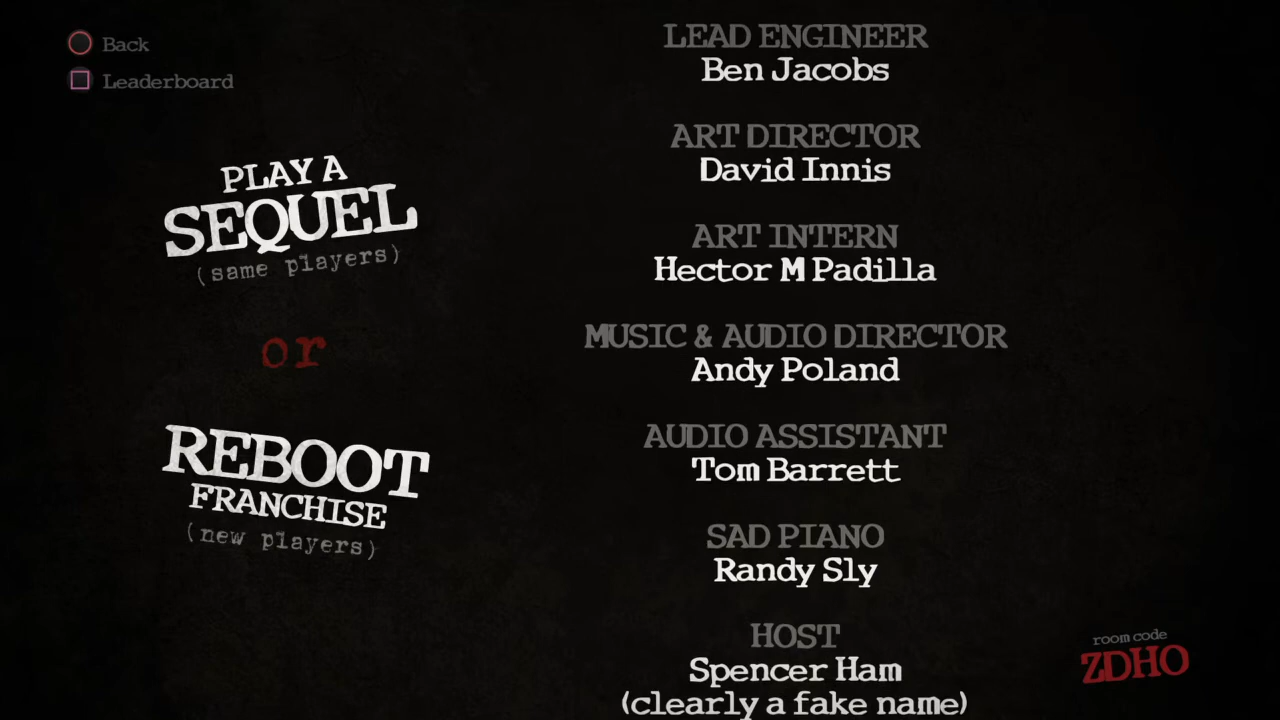 Back
Leaderboard
PLAY A
SEQUEL
(same players)
or
REBOOT
FRANCHISE
(new players)
LEAD ENGINEER
Ben Jacobs
ART DIRECTOR
David Innis
ART INTERN
Hector M Padilla
MUSIC & AUDIO DIRECTOR
Andy Poland
AUDIO ASSISTANT
Tom Barrett
SAD PIANO
Randy Sly
HOST
Spencer Ham
(clearly a fake name)
room code
ZDHO